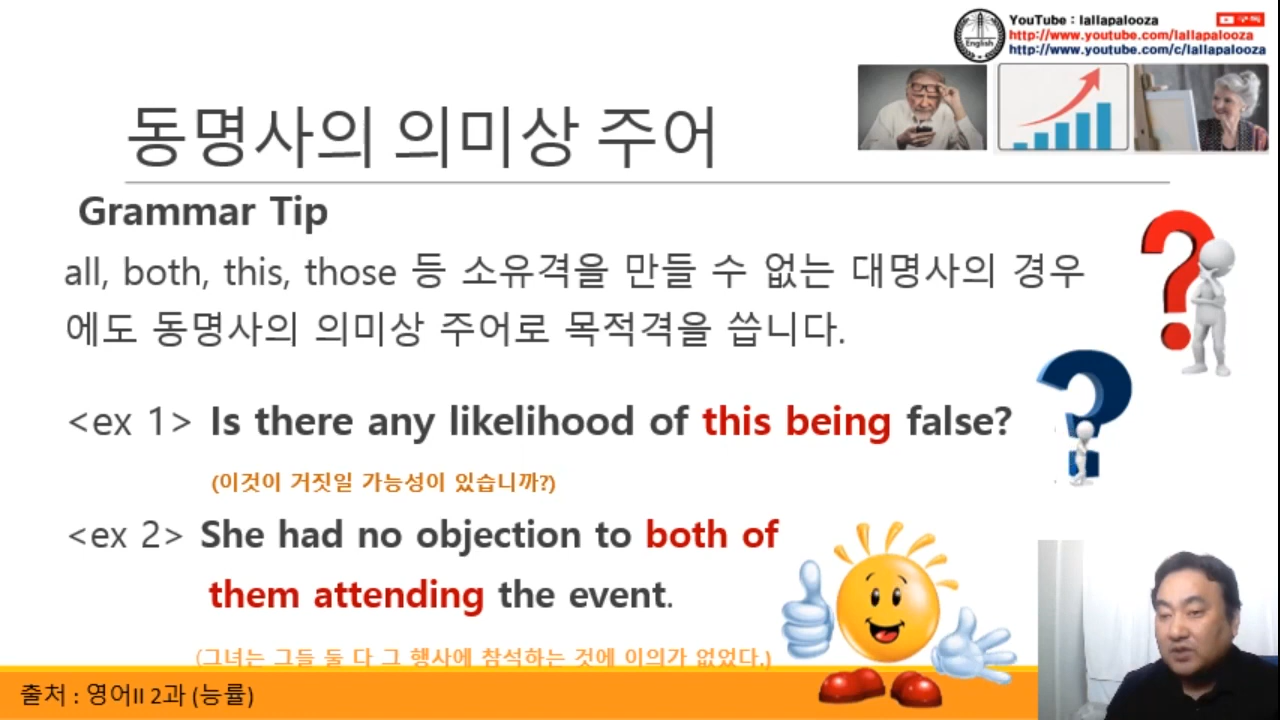 YouTube : lallapalooza
구독
http://www.youtube.com/lallapalooza
http://www.youtube.com/c/lallapalooza
English
동명사의 의미상 주어
Grammar Tip
all, both, this, those 등 소유격을 만들 수 없는 대명사의 경우
에도 동명사의 의미상 주어로 목적격을 씁니다.
<ex 1> Is there any likelihood of this being false?
(이것이 거짓일 가능성이 있습니까?)
<ex 2> She had no objection to both of
them attending the event.
(그녀는 그들 둘 다 그 행사에 참석하는 것에 이의가 없었다.)
출처 : 영어II 2과 (능률)